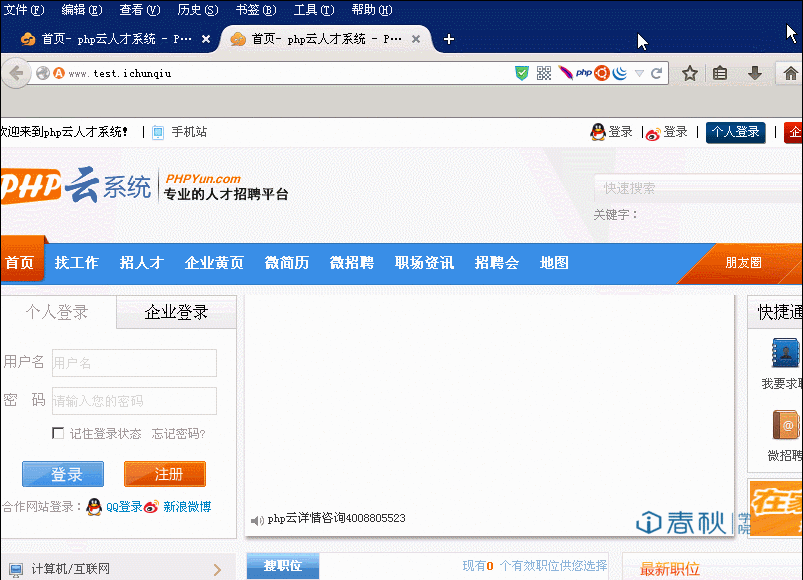 文件(F) 编辑(E) 查看(V) 历史(S) 书签(B) 工具(T) 帮助(H)
首页- php云人才系统 - P··· × 首页- php云人才系统 - P··· × +
www.test.ichunqiu php
欢迎来到php云人才系统! | 手机站 登录 | 登录 | 个人登录 | 企
PHP云系统 PHPYun.com
专业的人才招聘平台
快速搜索
关键字：
首页 找工作 招人才 企业黄页 微简历 微招聘 职场资讯 招聘会 地图 朋友圈
个人登录 企业登录 快捷通
用户名 用户名
密 码 请输入您的密码
我要求职
记住登录状态 忘记密码?
登录 注册
微招聘
合作网站登录： QQ登录 新浪微博
php云详情咨询4008805523
在家
春秋 学院
计算机/互联网 搜职位 现有0 个有效职位供您选择 最新职位